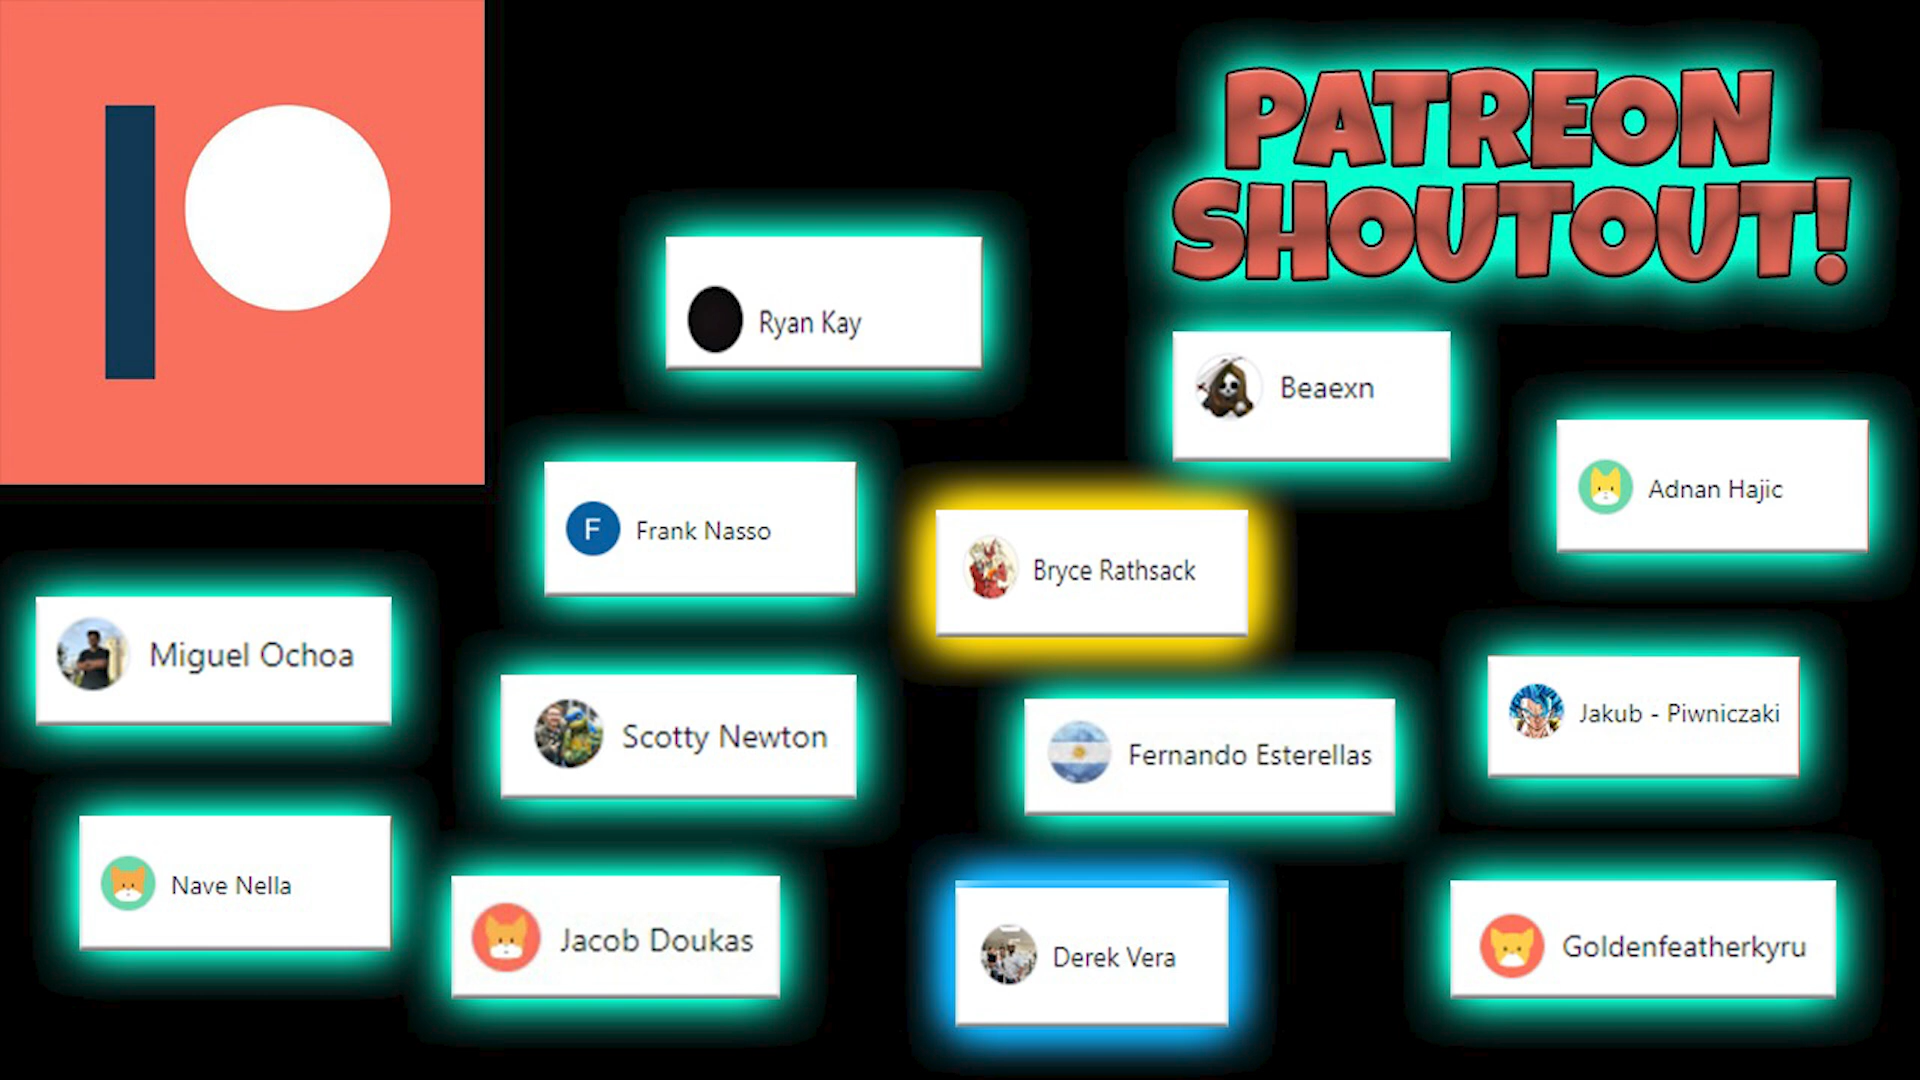 PATREON
SHOUTOUT!
Ryan Kay
Beaexn
Adnan Hajic
F
Frank Nasso
Bryce Rathsack
Miguel Ochoa
Scotty Newton
Fernando Esterellas
Jakub - Piwniczaki
Nave Nella
Jacob Doukas
Derek Vera
Goldenfeatherkyru